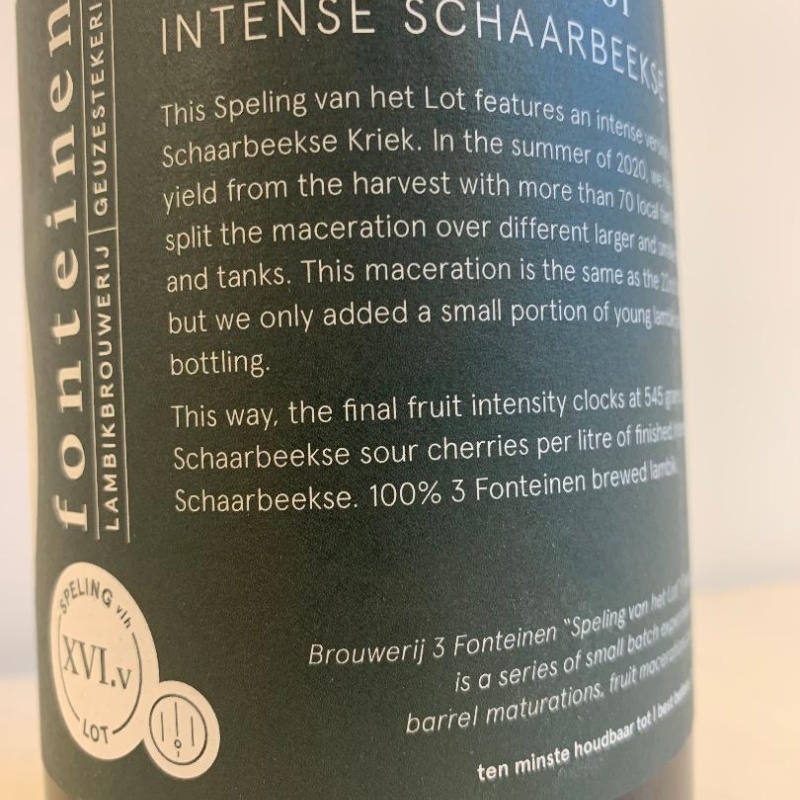 INTENSE SCHAARBEEKSE
This Speling van het Lot features an intense
Schaarbeekse Kriek. In the summer of 2020,
yield from the harvest with more than 70 local
split the maceration over different larger and
and tanks. This maceration is the same as the
but we only added a small portion of young
bottling.
This way, the final fruit intensity clocks at 545
Schaarbeekse sour cherries per litre of finished
Schaarbeekse. 100% 3 Fonteinen brewed lambik.
Brouwerij 3 Fonteinen “Speling van het Lot”
is a series of small batch
barrel maturations, fruit
ten minste houdbaar tot | best
fonteinen
LAMBIKBROUWERIJ | GEUZESTEKERI
SPELING vih
XVI.v
LOT